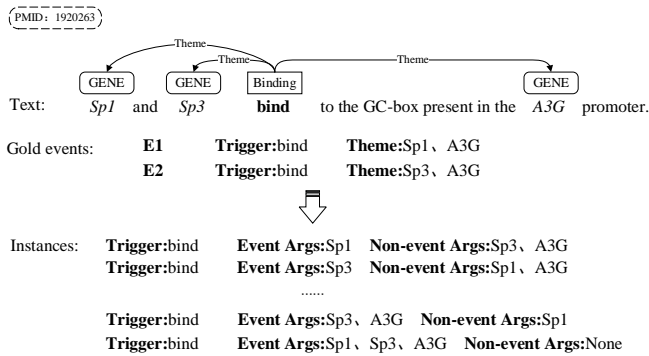 PMID: 1920263
Theme
Theme Theme
GENE GENE Binding GENE
Text: Sp1 and Sp3 bind to the GC-box present in the A3G promoter.
Gold events: E1 Trigger:bind Theme:Sp1、A3G
E2 Trigger:bind Theme:Sp3、A3G
Instances: Trigger:bind Event Args:Sp1 Non-event Args:Sp3、A3G
Trigger:bind Event Args:Sp3 Non-event Args:Sp1、A3G
......
Trigger:bind Event Args:Sp3、A3G Non-event Args:Sp1
Trigger:bind Event Args:Sp1、Sp3、A3G Non-event Args:None